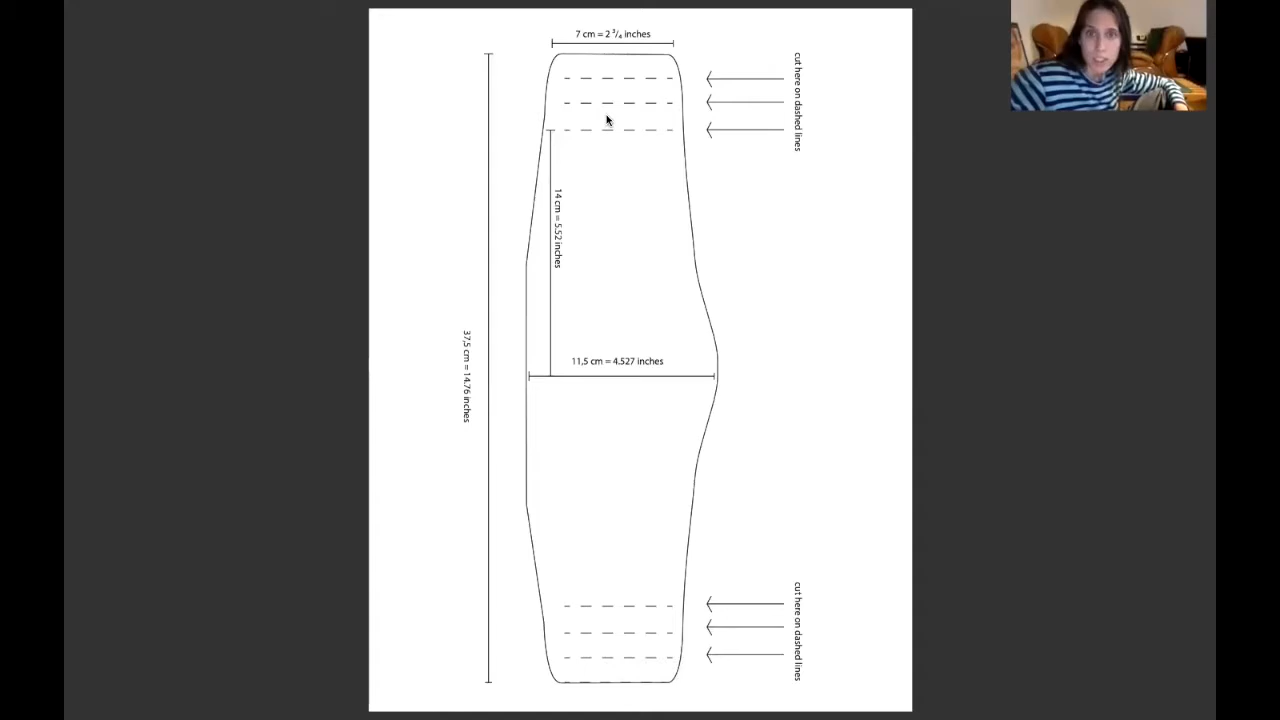 7 cm = 2 3/4 inches
cut here on dashed lines
14 cm = 5.52 inches
37,5 cm = 14.76 inches
11,5 cm = 4.527 inches
cut here on dashed lines